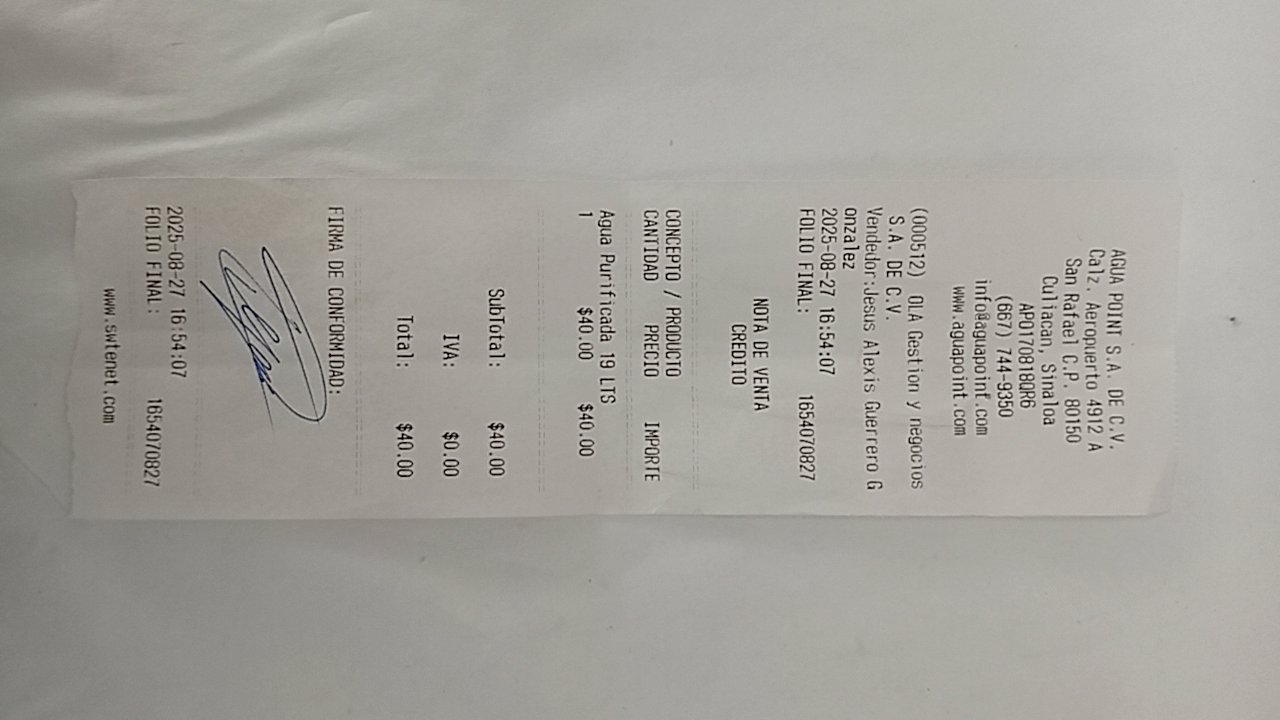 AGUA POINT S.A. DE C.V.
Calz. Aeropuerto 4912 A
San Rafael C.P. 80150
Culiacan, Sinaloa
APO170818QR6
(667) 744-9350
info@aguapoint.com
www.aguapoint.com
(000512) OLA Gestion y negocios
S.A. DE C.V.
Vendedor:Jesus Alexis Guerrero G
onzalez
2025-08-27 16:54:07
FOLIO FINAL: 1654070827
NOTA DE VENTA
CREDITO
CONCEPTO / PRODUCTO
CANTIDAD PRECIO IMPORTE
Agua Purificada 19 LTS
1 $40.00 $40.00
SubTotal: $40.00
IVA: $0.00
Total: $40.00
FIRMA DE CONFORMIDAD:
2025-08-27 16:54:07
FOLIO FINAL: 1654070827
www.swtenet.com